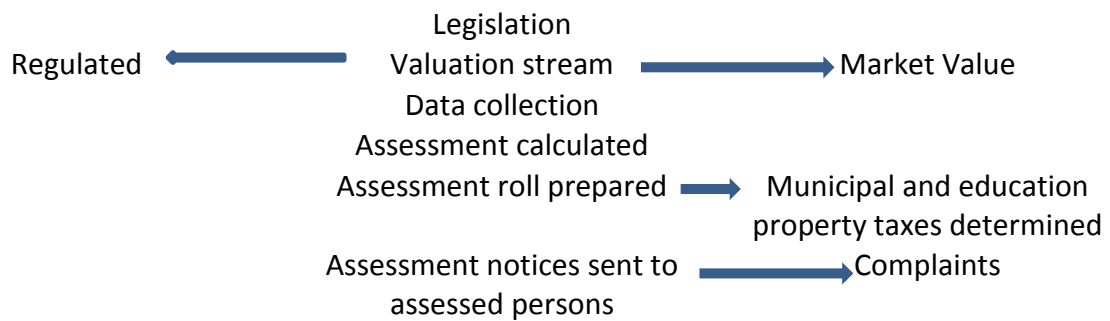 Legislation
Regulated Valuation stream Market Value
Data collection
Assessment calculated
Assessment roll prepared Municipal and education
property taxes determined
Assessment notices sent to Complaints
assessed persons